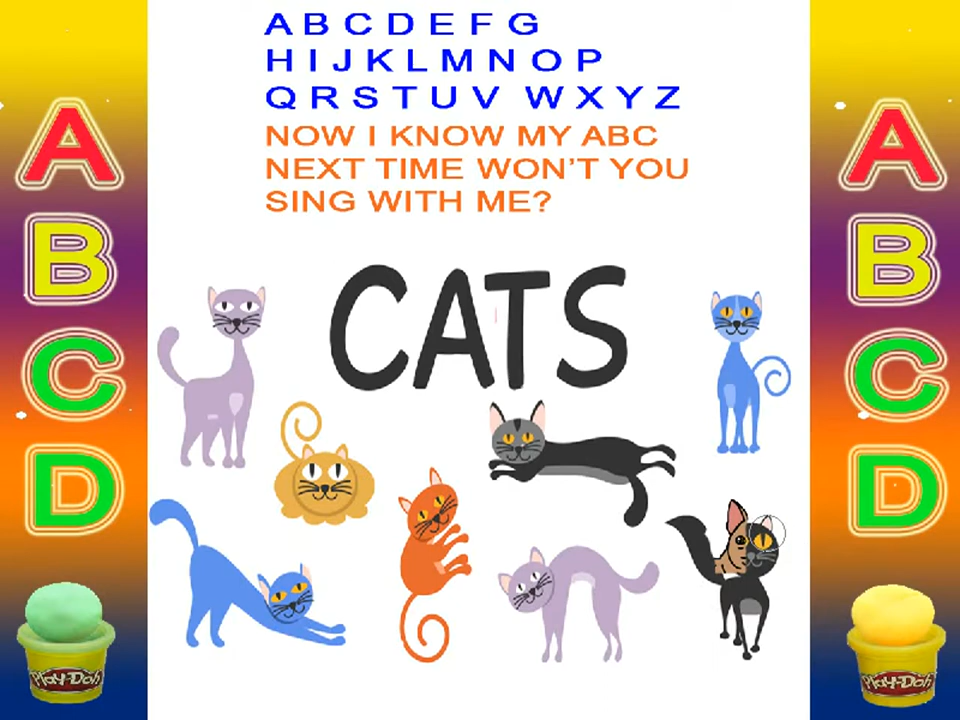 A B C D E F G
H I J K L M N O P
Q R S T U V W X Y Z
NOW I KNOW MY ABC
NEXT TIME WON'T YOU
SING WITH ME?
CATS
A
B
C
D
Play-Doh
A
B
C
D
Play-Doh